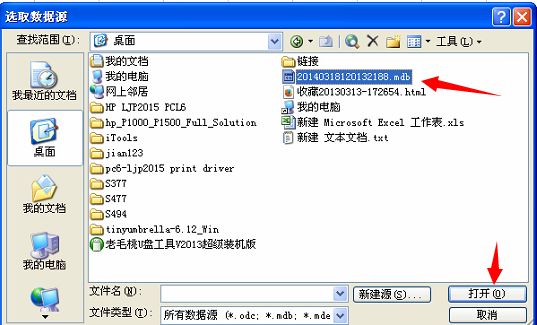 选取数据源
查找范围(I):
桌面
工具(L)
我最近的文档
桌面
我的文档
我的电脑
我的文档
我的电脑
网上邻居
HP LJP2015 PCL6
hp_P1000_P1500_Full_Solution
iTools
jian123
pc6-ljp2015 print driver
S377
S477
S494
tinyumbrella-6.12_Win
老毛桃U盘工具V2013超级装机版
链接
20140318120132188.mdb
收藏20130313-172654.html
我的电脑
新建 Microsoft Excel 工作表.xls
新建 文本文档.txt
文件名(N):
新建源(S)...
打开(O)
文件类型(T):
所有数据源 (*.odc; *.mdb; *.mde
取消